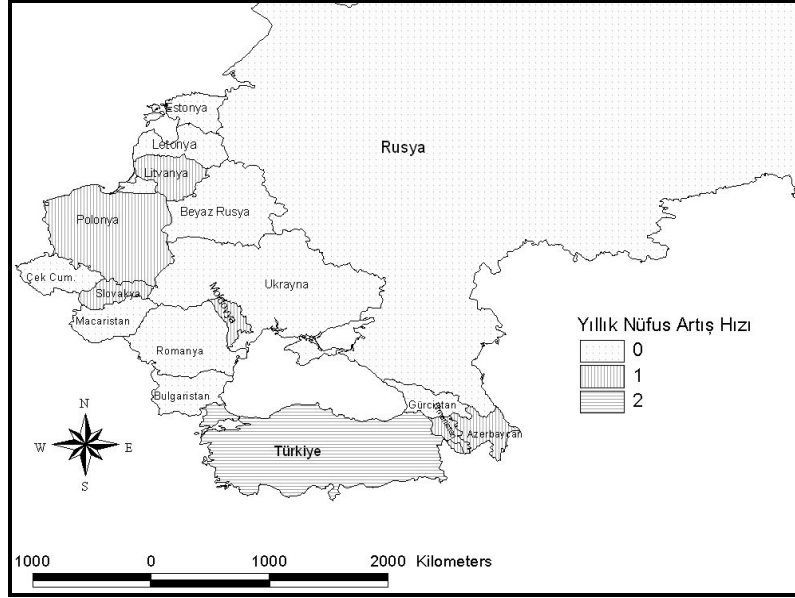 Estonya
Letonya
Litvanya
Rusya
Polonya
Beyaz Rusya
Çek Cum.
Slovakya
Ukrayna
Moldova
Macaristan
Romanya
Bulgaristan
Gürcistan
Azerbaycan
Türkiye
Yıllık Nüfus Artış Hızı
0
1
2
N
W E
S
1000 0 1000 2000 Kilometers